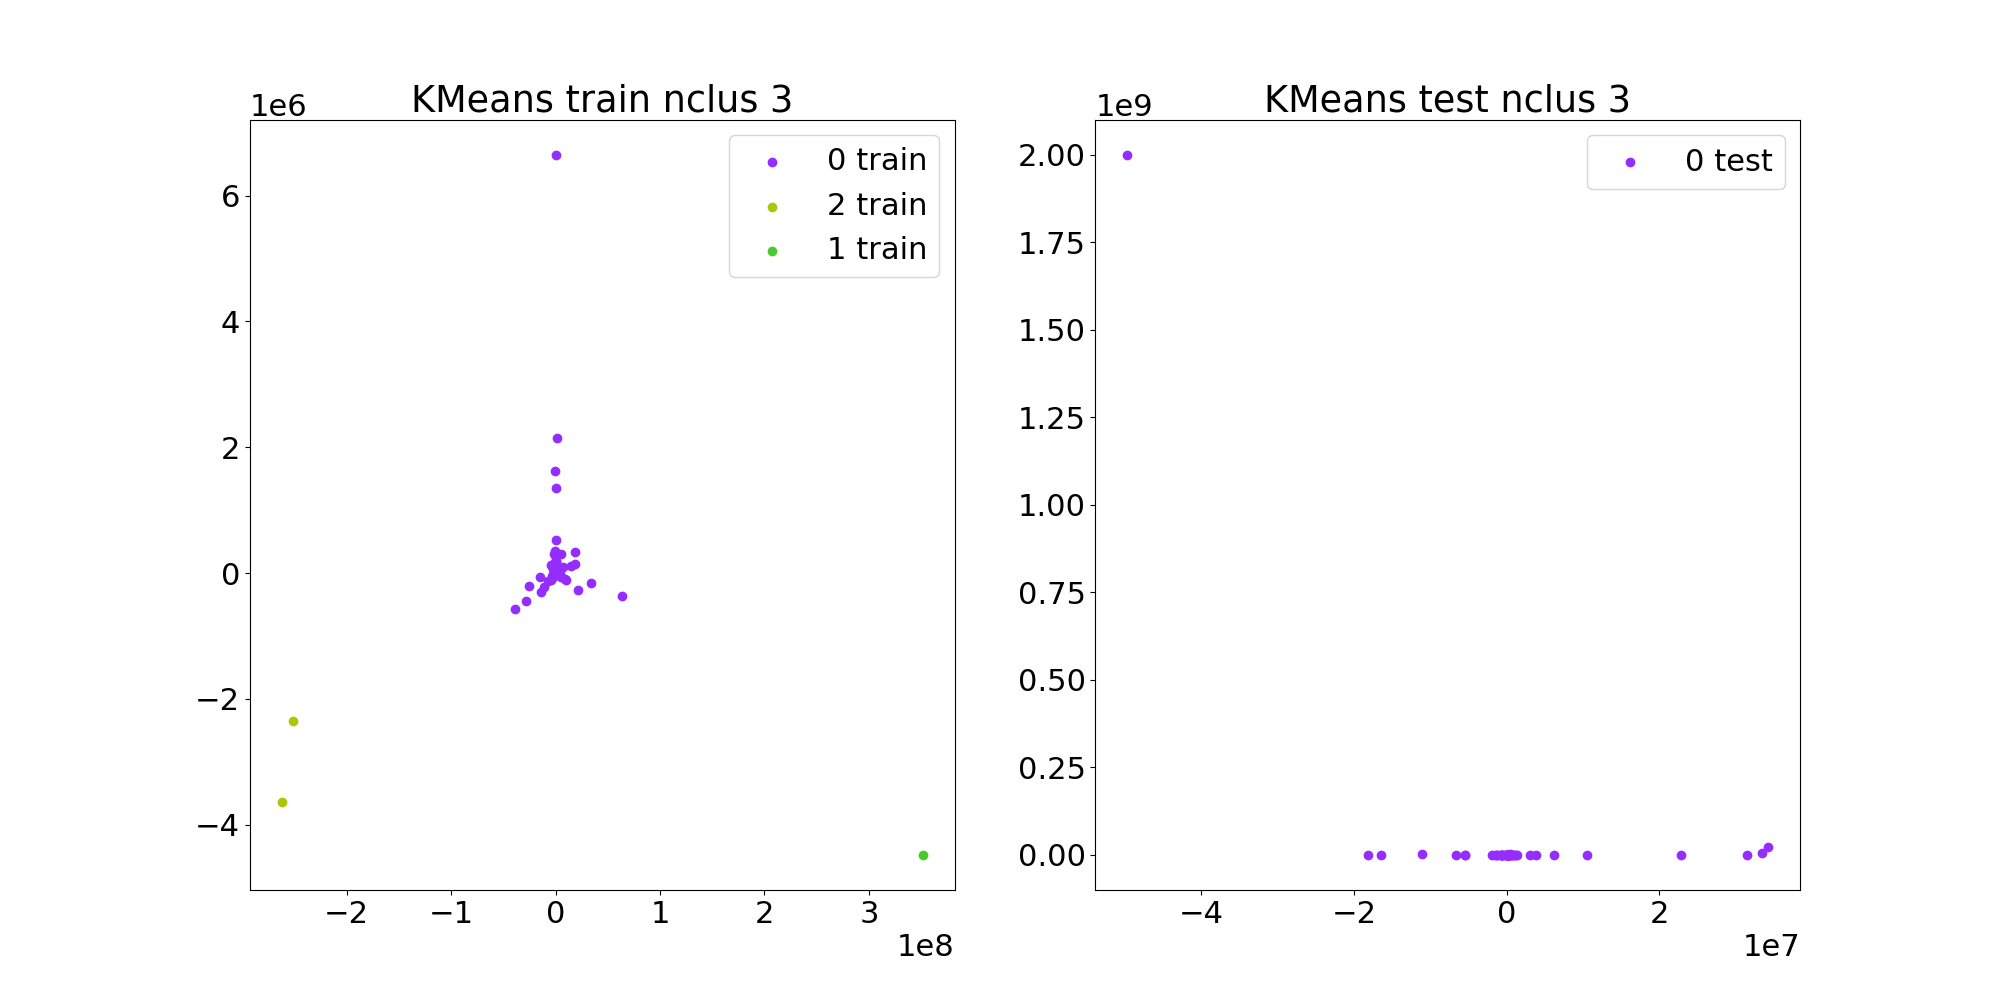 KMeans train nclus 3
1e6
0 train
2 train
1 train
6
4
2
0
−2
−4
−2 −1 0 1 2 3
1e8
KMeans test nclus 3
1e9
0 test
2.00
1.75
1.50
1.25
1.00
0.75
0.50
0.25
0.00
−4 −2 0 2
1e7